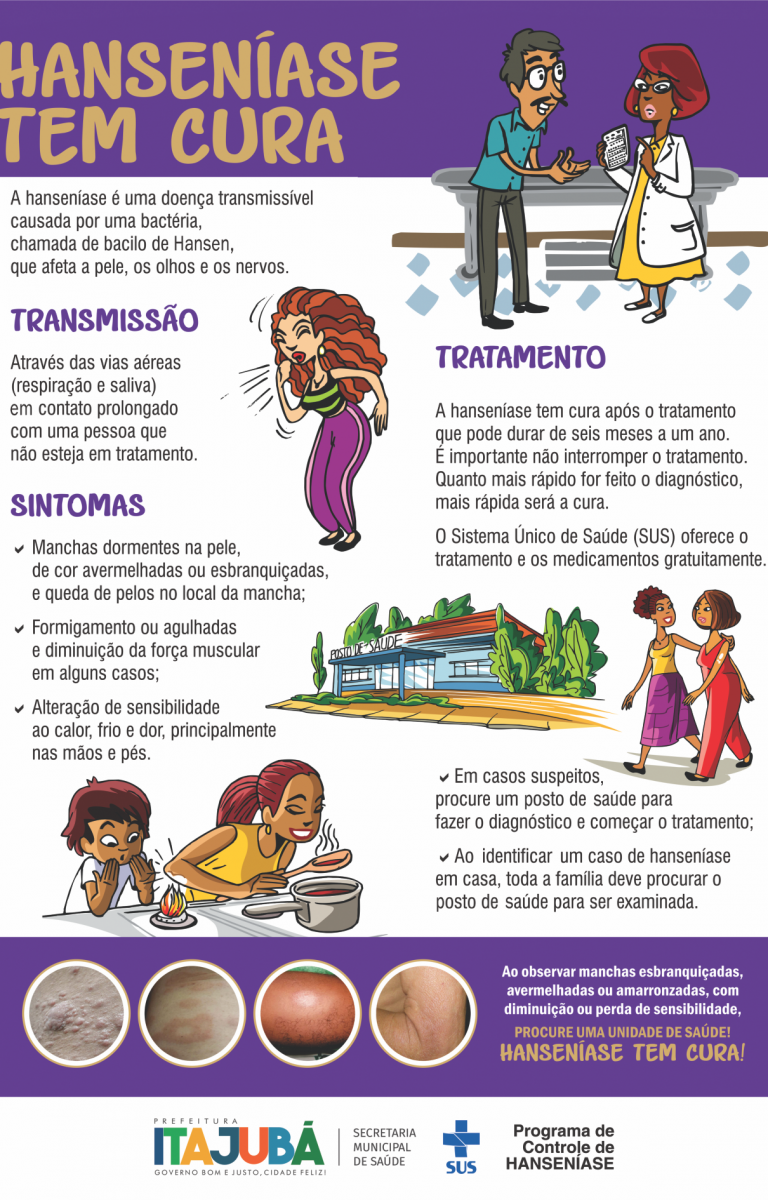 HANSENÍASE
TEM CURA
A hanseníase é uma doença transmissível
causada por uma bactéria,
chamada de bacilo de Hansen,
que afeta a pele, os olhos e os nervos.
TRANSMISSÃO
Através das vias aéreas
(respiração e saliva)
em contato prolongado
com uma pessoa que
não esteja em tratamento.
SINTOMAS
Manchas dormentes na pele,
de cor avermelhadas ou esbranquiçadas,
e queda de pelos no local da mancha;
Formigamento ou agulhadas
e diminuição da força muscular
em alguns casos;
Alteração de sensibilidade
ao calor, frio e dor, principalmente
nas mãos e pés.
TRATAMENTO
A hanseníase tem cura após o tratamento
que pode durar de seis meses a um ano.
É importante não interromper o tratamento.
Quanto mais rápido for feito o diagnóstico,
mais rápida será a cura.
O Sistema Único de Saúde (SUS) oferece o
tratamento e os medicamentos gratuitamente.
POSTO DE SAUDE
Em casos suspeitos,
procure um posto de saúde para
fazer o diagnóstico e começar o tratamento;
Ao identificar um caso de hanseníase
em casa, toda a família deve procurar o
posto de saúde para ser examinada.
Ao observar manchas esbranquiçadas,
avermelhadas ou amarronzadas, com
diminuição ou perda de sensibilidade,
PROCURE UMA UNIDADE DE SAÚDE!
HANSENÍASE TEM CURA!
PREFEITURA
ITAJUBÁ
GOVERNO BOM E JUSTO, CIDADE FELIZ!
SECRETARIA
MUNICIPAL
DE SAÚDE
SUS
Programa de
Controle de
HANSENÍASE